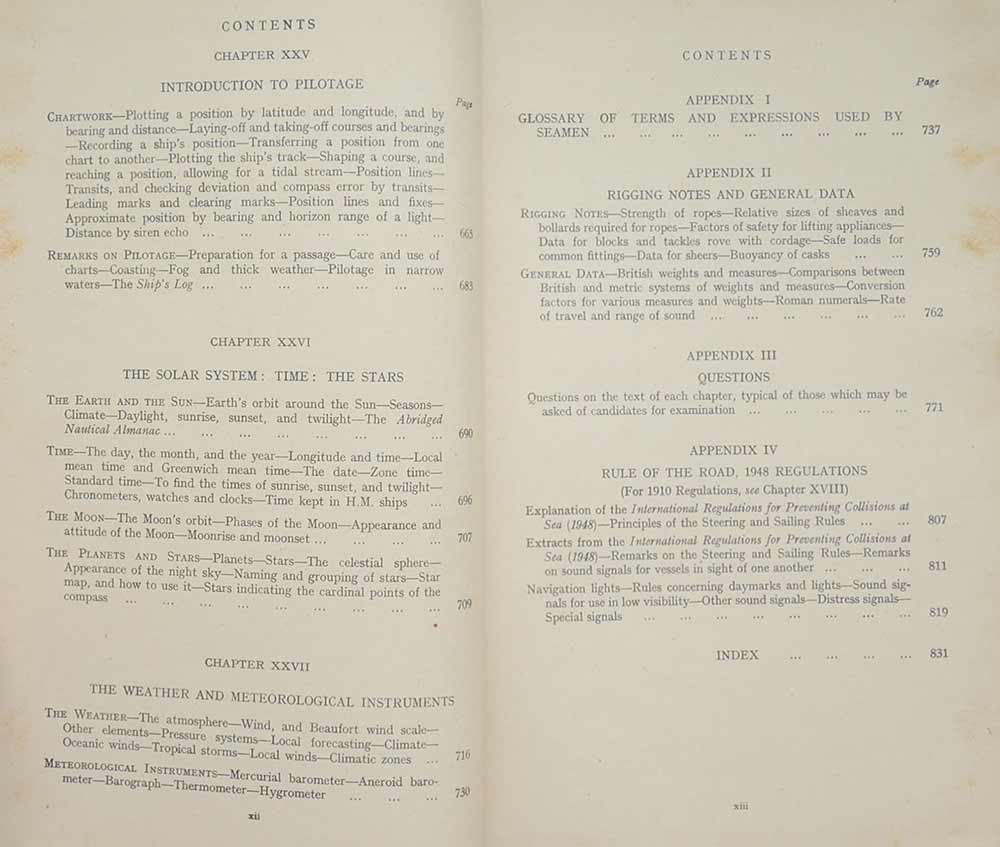 CONTENTS
CHAPTER XXV
INTRODUCTION TO PILOTAGE
Page
CHARTWORK—Plotting a position by latitude and longitude, and by
bearing and distance—Laying-off and taking-off courses and bearings
—Recording a ship's position—Transferring a position from one
chart to another—Plotting the ship's track—Shaping a course, and
reaching a position, allowing for a tidal stream—Position lines—
Transits, and checking deviation and compass error by transits—
Leading marks and clearing marks—Position lines and fixes—
Approximate position by bearing and horizon range of a light—
Distance by siren echo ... ... ... ... ... ... ... 663
REMARKS ON PILOTAGE—Preparation for a passage—Care and use of
charts—Coasting—Fog and thick weather—Pilotage in narrow
waters—The Ship's Log ... ... ... ... ... ... ... 683
CHAPTER XXVI
THE SOLAR SYSTEM: TIME: THE STARS
THE EARTH AND THE SUN—Earth's orbit around the Sun—Seasons—
Climate—Daylight, sunrise, sunset, and twilight—The Abridged
Nautical Almanac ... ... ... ... ... ... ... ... 690
TIME—The day, the month, and the year—Longitude and time—Local
mean time and Greenwich mean time—The date—Zone time—
Standard time—To find the times of sunrise, sunset, and twilight—
Chronometers, watches and clocks—Time kept in H.M. ships ... 696
THE MOON—The Moon's orbit—Phases of the Moon—Appearance and
attitude of the Moon—Moonrise and moonset ... ... ... ... 707
THE PLANETS AND STARS—Planets—Stars—The celestial sphere—
Appearance of the night sky—Naming and grouping of stars—Star
map, and how to use it—Stars indicating the cardinal points of the
compass ... ... ... ... ... ... ... ... ... 709
CHAPTER XXVII
THE WEATHER AND METEOROLOGICAL INSTRUMENTS
THE WEATHER—The atmosphere—Wind, and Beaufort wind scale—
Other elements—Pressure systems—Local forecasting—Climate—
Oceanic winds—Tropical storms—Local winds—Climatic zones ... 716
METEOROLOGICAL INSTRUMENTS—Mercurial barometer—Aneroid baro-
meter—Barograph—Thermometer—Hygrometer ... ... ... 730
xii
CONTENTS
Page
APPENDIX I
GLOSSARY OF TERMS AND EXPRESSIONS USED BY
SEAMEN ... ... ... ... ... ... ... ... ... 737
APPENDIX II
RIGGING NOTES AND GENERAL DATA
RIGGING NOTES—Strength of ropes—Relative sizes of sheaves and
bollards required for ropes—Factors of safety for lifting appliances—
Data for blocks and tackles rove with cordage—Safe loads for
common fittings—Data for sheers—Buoyancy of casks ... ... 759
GENERAL DATA—British weights and measures—Comparisons between
British and metric systems of weights and measures—Conversion
factors for various measures and weights—Roman numerals—Rate
of travel and range of sound ... ... ... ... ... ... 762
APPENDIX III
QUESTIONS
Questions on the text of each chapter, typical of those which may be
asked of candidates for examination ... ... ... ... ... 771
APPENDIX IV
RULE OF THE ROAD, 1948 REGULATIONS
(For 1910 Regulations, see Chapter XVIII)
Explanation of the International Regulations for Preventing Collisions at
Sea (1948)—Principles of the Steering and Sailing Rules ... ... 807
Extracts from the International Regulations for Preventing Collisions at
Sea (1948)—Remarks on the Steering and Sailing Rules—Remarks
on sound signals for vessels in sight of one another ... ... ... 811
Navigation lights—Rules concerning daymarks and lights—Sound sig-
nals for use in low visibility—Other sound signals—Distress signals—
Special signals ... ... ... ... ... ... ... ... 819
INDEX ... ... ... ... 831
xiii